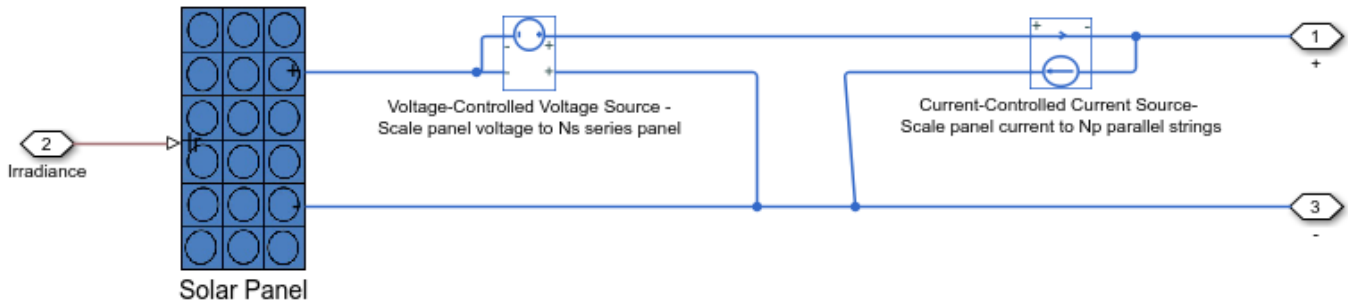 +
-
1
+
-
+
-
+
Voltage-Controlled Voltage Source -
Scale panel voltage to Ns series panel
Current-Controlled Current Source-
Scale panel current to Np parallel strings
2
Ir
Irradiance
-
3
-
Solar Panel